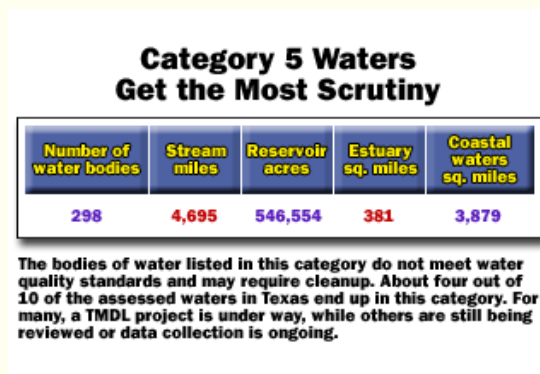 Category 5 Waters
Get the Most Scrutiny
Number of water bodies
Stream miles
Reservoir acres
Estuary sq. miles
Coastal waters sq. miles
298 4,695 546,554 381 3,879
The bodies of water listed in this category do not meet water
quality standards and may require cleanup. About four out of
10 of the assessed waters in Texas end up in this category. For
many, a TMDL project is under way, while others are still being
reviewed or data collection is ongoing.